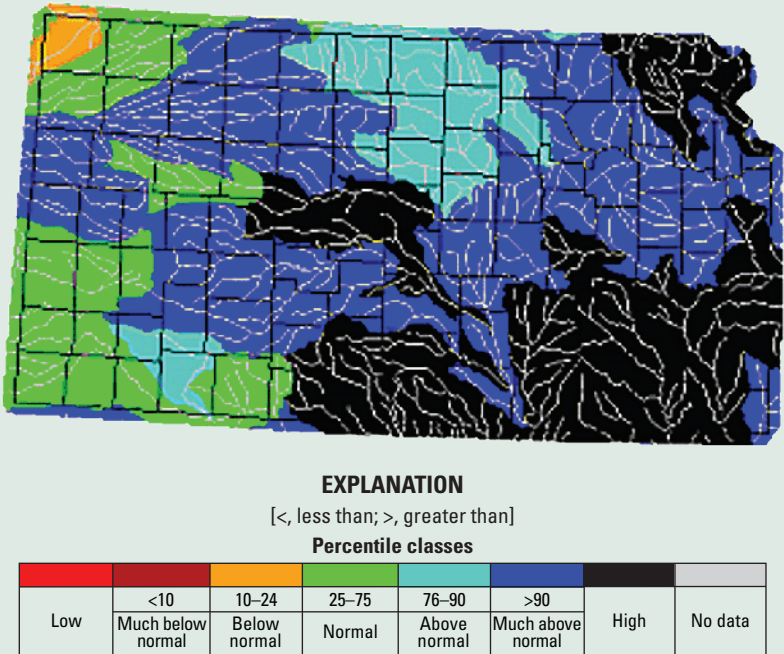 EXPLANATION
[<, less than; >, greater than]
Percentile classes
<10 10–24 25–75 76–90 >90
Low Much below normal Below normal Normal Above normal Much above normal High No data